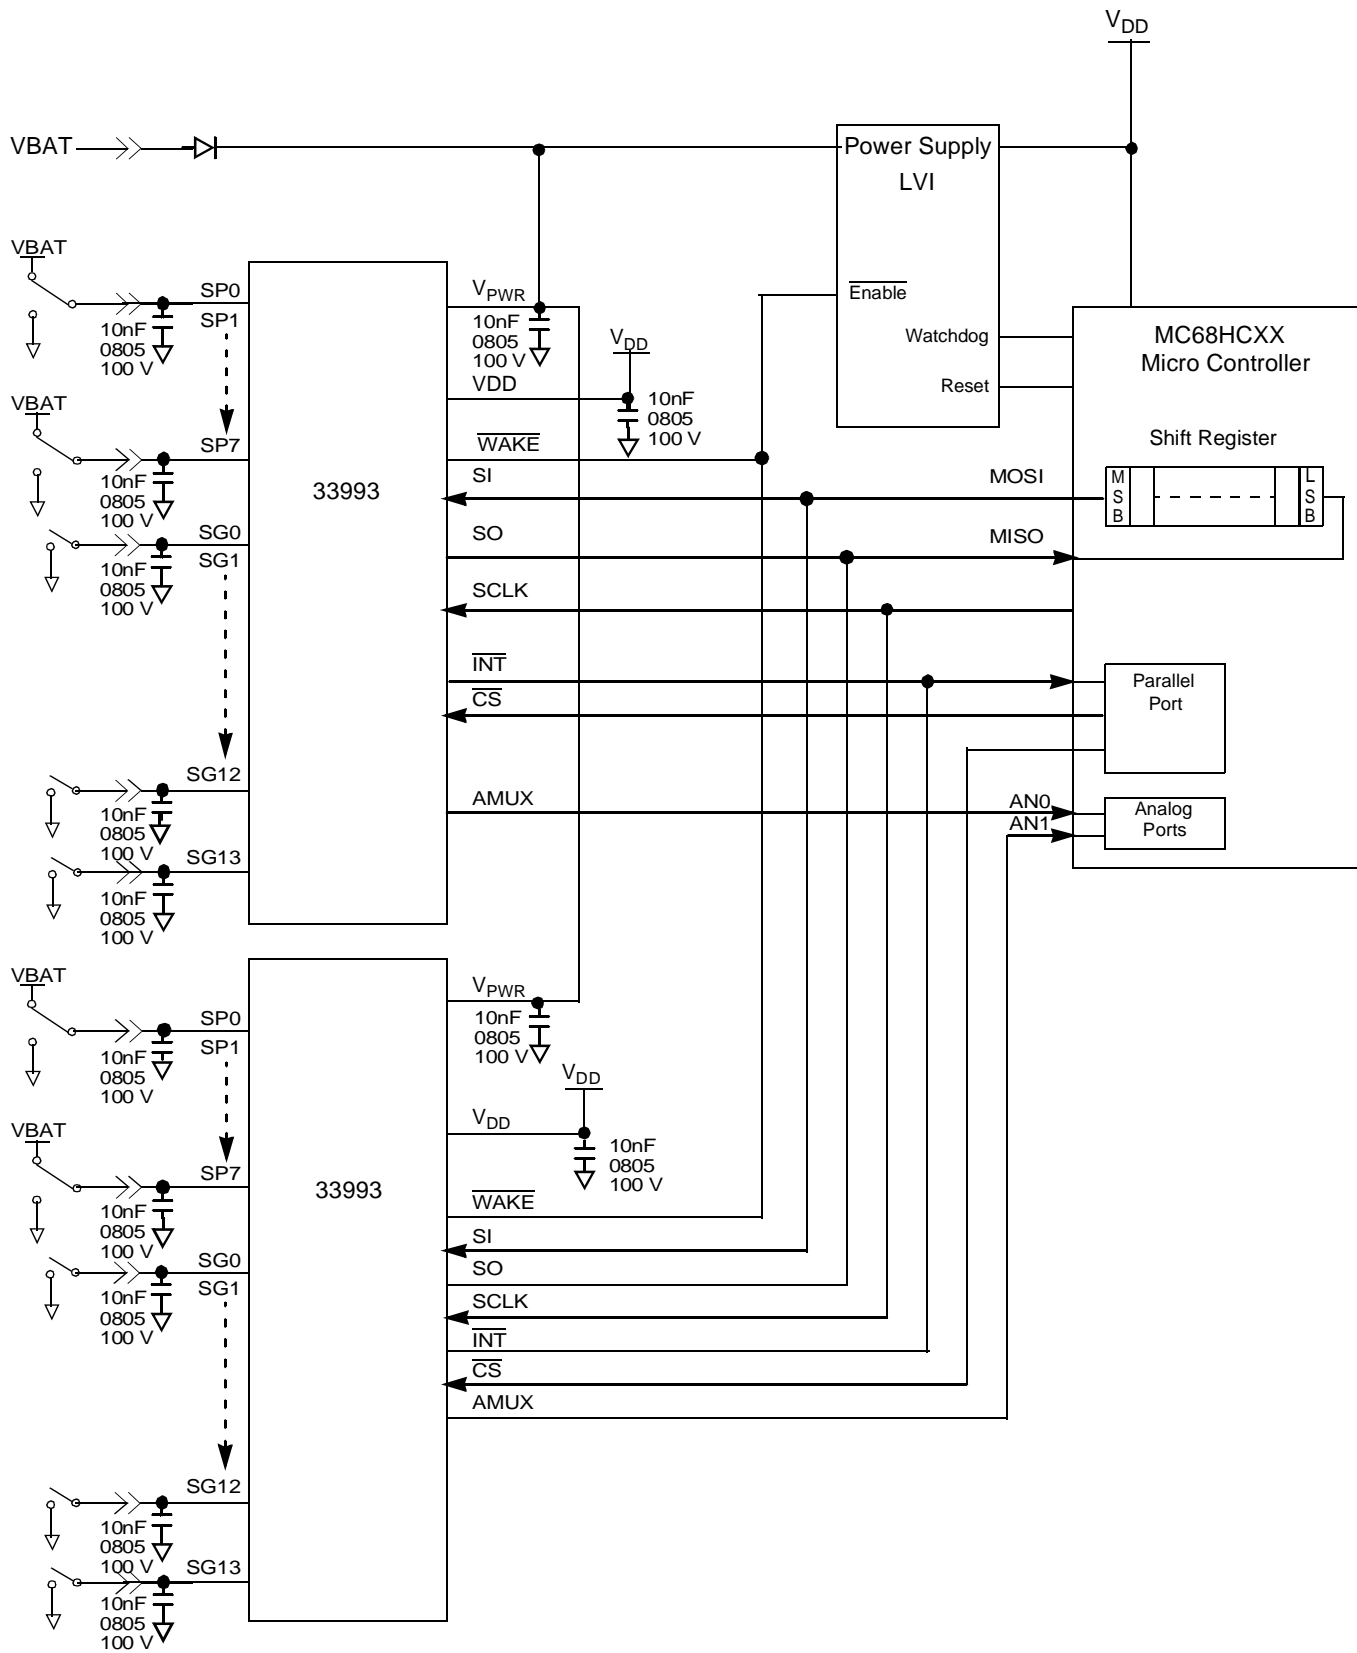 VDD
VBAT
Power Supply
LVI
Enable
Watchdog
Reset
MC68HCXX
Micro Controller
Shift Register
MSB
LSB
MOSI
MISO
Parallel
Port
AN0
AN1
Analog
Ports
VBAT
SP0
SP1
10nF
0805
100 V
VBAT
SP7
10nF
0805
100 V
SG0
SG1
10nF
0805
100 V
SG12
10nF
0805
100 V
SG13
10nF
0805
100 V
33993
VPWR
10nF
0805
100 V
VDD
VDD
10nF
0805
100 V
WAKE
SI
SO
SCLK
INT
CS
AMUX
VBAT
SP0
SP1
10nF
0805
100 V
VBAT
SP7
10nF
0805
100 V
SG0
SG1
10nF
0805
100 V
SG12
10nF
0805
100 V
SG13
10nF
0805
100 V
33993
VPWR
10nF
0805
100 V
VDD
VDD
10nF
0805
100 V
WAKE
SI
SO
SCLK
INT
CS
AMUX